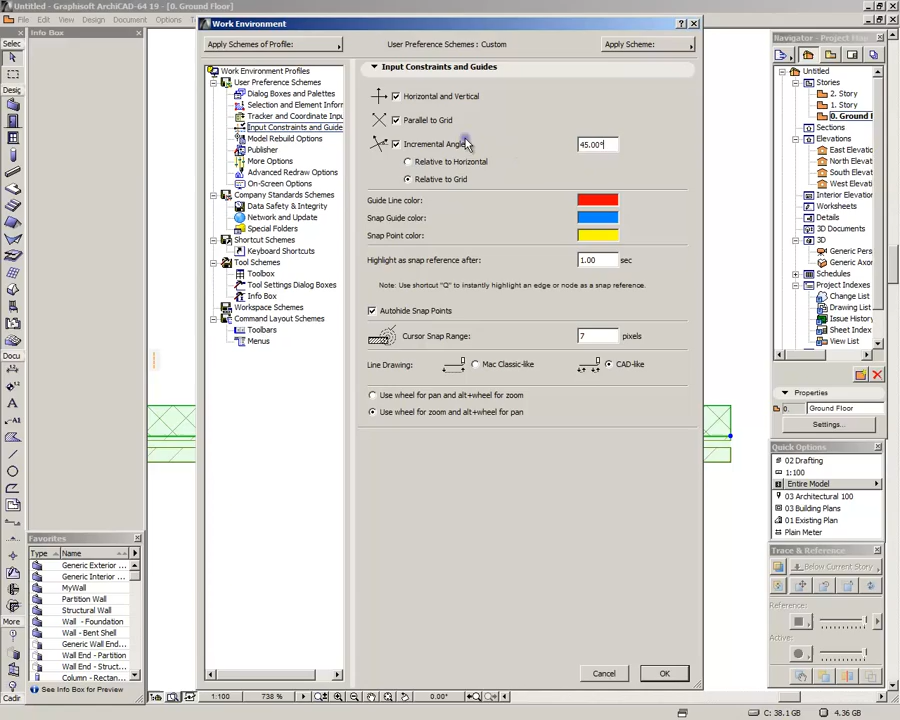 Untitled - Graphisoft ArchiCAD-64 19 - [0. Ground Floor]
File Edit View Design Document Options
Selec
Info Box
Desig
Docu
More
Cadir
Favorites
Type Name
Generic Exterior ...
Generic Interior ...
MyWall
Partition Wall
Structural Wall
Wall - Foundation
Wall - Bent Shell
Generic Wall End...
Wall End - Partition
Wall End - Struct...
Column - Rectan...
See Info Box for Preview
Work Environment
Apply Schemes of Profile:
User Preference Schemes : Custom
Apply Scheme:
Work Environment Profiles
User Preference Schemes
Dialog Boxes and Palettes
Selection and Element Inforr
Tracker and Coordinate Inpu
Input Constraints and Guide
Model Rebuild Options
Publisher
More Options
Advanced Redraw Options
On-Screen Options
Company Standards Schemes
Data Safety & Integrity
Network and Update
Special Folders
Shortcut Schemes
Keyboard Shortcuts
Tool Schemes
Toolbox
Tool Settings Dialog Boxes
Info Box
Workspace Schemes
Command Layout Schemes
Toolbars
Menus
Input Constraints and Guides
Horizontal and Vertical
Parallel to Grid
Incremental Angle
45.00°
Relative to Horizontal
Relative to Grid
Guide Line color:
Snap Guide color:
Snap Point color:
Highlight as snap reference after:
1.00 sec
Note: Use shortcut "Q" to instantly highlight an edge or node as a snap reference.
Autohide Snap Points
Cursor Snap Range:
7 pixels
Line Drawing:
Mac Classic-like
CAD-like
Use wheel for pan and alt+wheel for zoom
Use wheel for zoom and alt+wheel for pan
Cancel
OK
Navigator - Project Map
Untitled
Stories
2. Story
1. Story
0. Ground F
Sections
Elevations
East Elevati
North Eleva
South Eleva
West Elevat
Interior Elevatio
Worksheets
Details
3D Documents
3D
Generic Pers
Generic Axo
Schedules
Project Indexes
Change List
Drawing List
Issue History
Sheet Index
View List
Properties
0. Ground Floor
Settings...
Quick Options
02 Drafting
1:100
Entire Model
03 Architectural 100
03 Building Plans
01 Existing Plan
Plain Meter
Trace & Reference
Below Current Story
Reference:
Active:
1:100
738 %
0.00°
C: 38.1 GB
4.36 GB